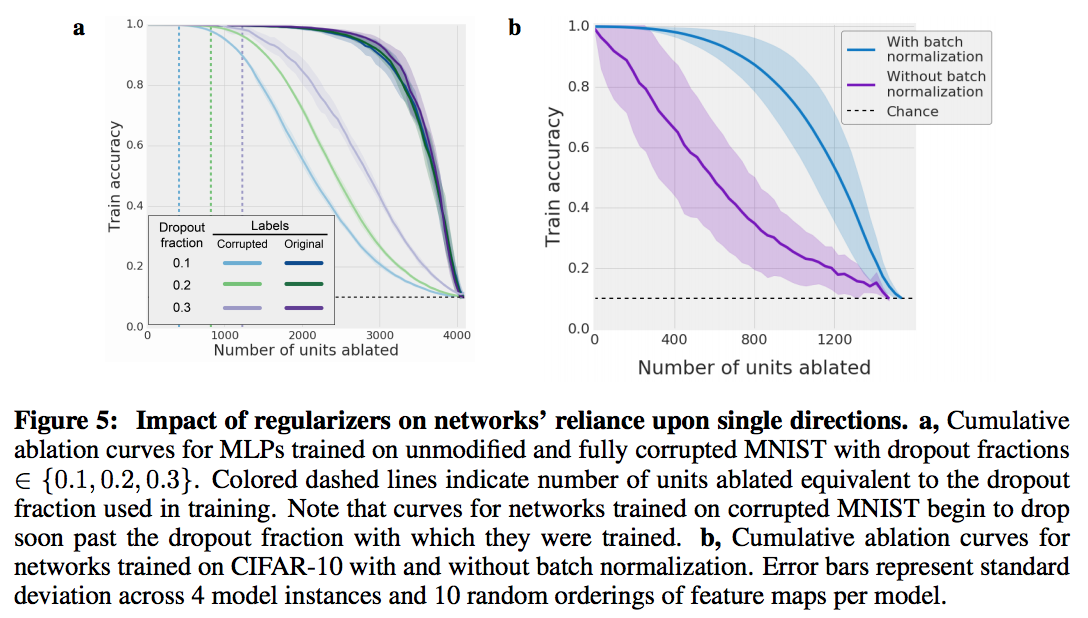 a
1.0
0.8
0.6
0.4
0.2
0.0
Train accuracy
0
1000
2000
3000
4000
Number of units ablated
Dropout fraction
Labels
Corrupted Original
0.1
0.2
0.3
b
1.0
0.8
0.6
0.4
0.2
0.0
Train accuracy
0
400
800
1200
Number of units ablated
With batch
normalization
Without batch
normalization
Chance
Figure 5: Impact of regularizers on networks’ reliance upon single directions. a, Cumulative
ablation curves for MLPs trained on unmodified and fully corrupted MNIST with dropout fractions
∈ {0.1, 0.2, 0.3}. Colored dashed lines indicate number of units ablated equivalent to the dropout
fraction used in training. Note that curves for networks trained on corrupted MNIST begin to drop
soon past the dropout fraction with which they were trained. b, Cumulative ablation curves for
networks trained on CIFAR-10 with and without batch normalization. Error bars represent standard
deviation across 4 model instances and 10 random orderings of feature maps per model.